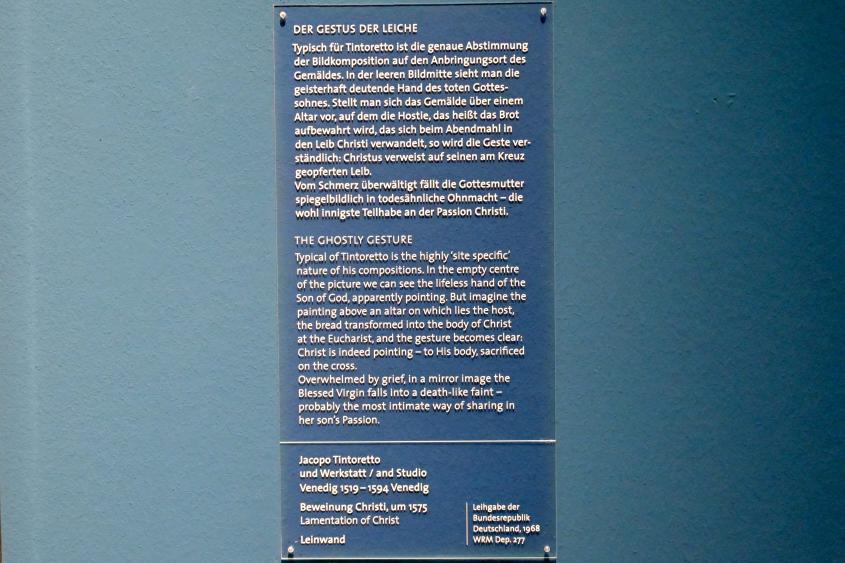 DER GESTUS DER LEICHE
Typisch für Tintoretto ist die genaue Abstimmung
der Bildkomposition auf den Anbringungsort des
Gemäldes. In der leeren Bildmitte sieht man die
geisterhaft deutende Hand des toten Gottes-
sohnes. Stellt man sich das Gemälde über einem
Altar vor, auf dem die Hostie, das heißt das Brot
aufbewahrt wird, das sich beim Abendmahl in
den Leib Christi verwandelt, so wird die Geste ver-
ständlich: Christus verweist auf seinen am Kreuz
geopferten Leib.
Vom Schmerz überwältigt fällt die Gottesmutter
spiegelbildlich in todesähnliche Ohnmacht – die
wohl innigste Teilhabe an der Passion Christi.
THE GHOSTLY GESTURE
Typical of Tintoretto is the highly ‘site specific’
nature of his compositions. In the empty centre
of the picture we can see the lifeless hand of the
Son of God, apparently pointing. But imagine the
painting above an altar on which lies the host,
the bread transformed into the body of Christ
at the Eucharist, and the gesture becomes clear:
Christ is indeed pointing – to His body, sacrificed
on the cross.
Overwhelmed by grief, in a mirror image the
Blessed Virgin falls into a death-like faint –
probably the most intimate way of sharing in
her son’s Passion.
Jacopo Tintoretto
und Werkstatt / and Studio
Venedig 1519 – 1594 Venedig
Beweinung Christi, um 1575
Lamentation of Christ
Leinwand
Leihgabe der
Bundesrepublik
Deutschland, 1968
WRM Dep. 277